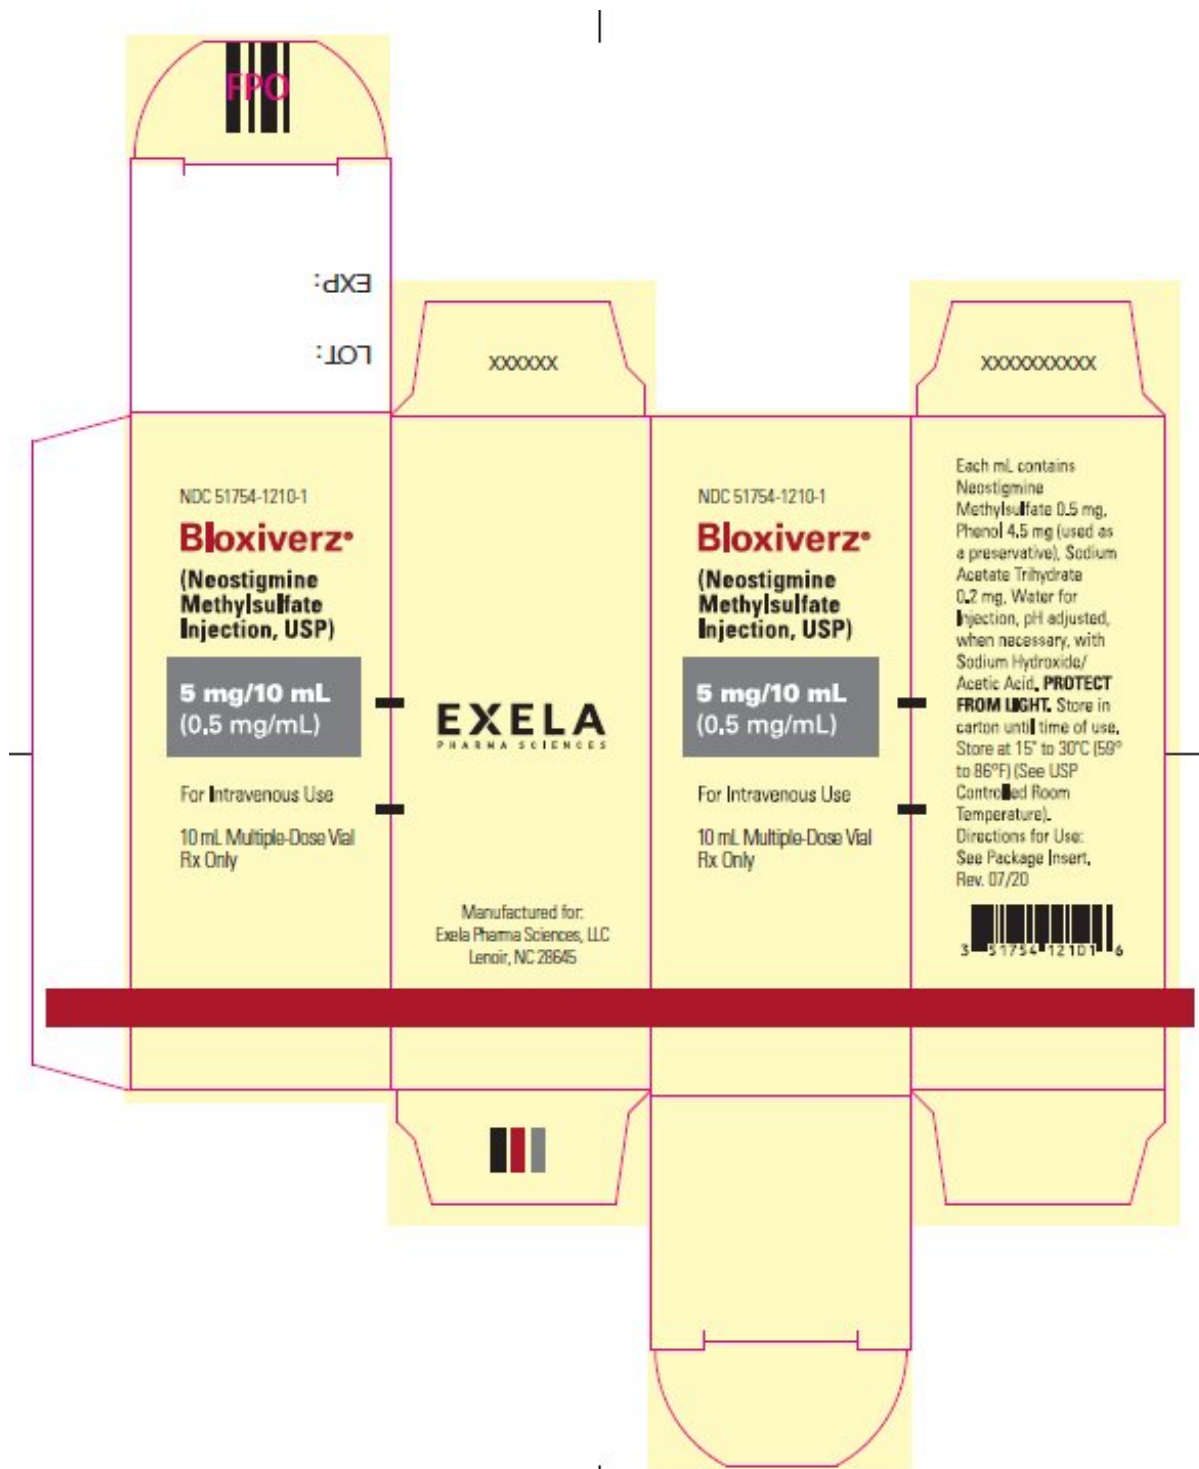 FPO
EXP:
LOT:
XXXXXX
XXXXXXXXXX
NDC 51754-1210-1
Bloxiverz®
(Neostigmine
Methylsulfate
Injection, USP)
5 mg/10 mL
(0.5 mg/mL)
For Intravenous Use
10 mL Multiple-Dose Vial
Rx Only
EXELA
PHARMA SCIENCES
Manufactured for:
Exela Pharma Sciences, LLC
Lenoir, NC 28645
NDC 51754-1210-1
Bloxiverz®
(Neostigmine
Methylsulfate
Injection, USP)
5 mg/10 mL
(0.5 mg/mL)
For Intravenous Use
10 mL Multiple-Dose Vial
Rx Only
Each mL contains
Neostigmine
Methylsulfate 0.5 mg,
Phenol 4.5 mg (used as
a preservative), Sodium
Acetate Trihydrate
0.2 mg, Water for
Injection, pH adjusted,
when necessary, with
Sodium Hydroxide/
Acetic Acid. PROTECT
FROM LIGHT. Store in
carton until time of use.
Store at 15° to 30°C (59°
to 86°F) (See USP
Controlled Room
Temperature).
Directions for Use:
See Package Insert.
Rev. 07/20
3 51754 12101 6